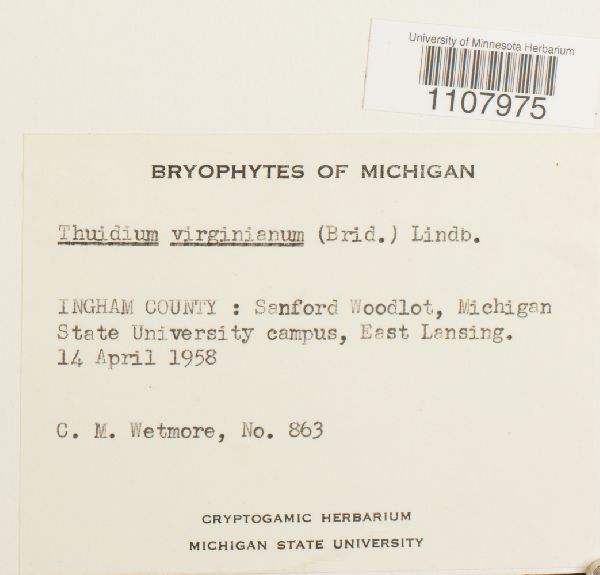 University of Minnesota Herbarium
1107975
BRYOPHYTES OF MICHIGAN
Thuidium virginianum (Brid.) Lindb.
INGHAM COUNTY : Sanford Woodlot, Michigan
State University campus, East Lansing.
14 April 1958
C. M. Wetmore, No. 863
CRYPTOGAMIC HERBARIUM
MICHIGAN STATE UNIVERSITY